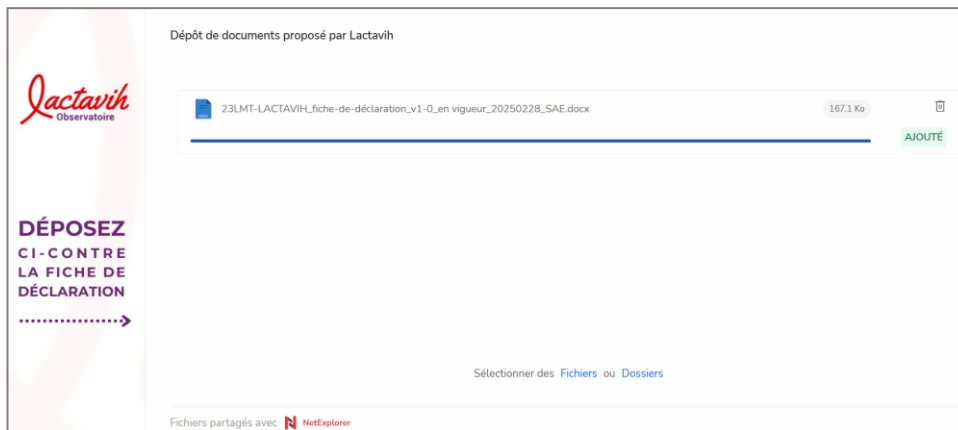 Dépôt de documents proposé par Lactavih
lactavih
Observatoire
23LMT-LACTAVIH_fiche-de-déclaration_v1-0_en vigueur_20250228_SAE.docx
167.1 Ko
AJOUTÉ
DÉPOSEZ
CI-CONTRE
LA FICHE DE
DÉCLARATION
Sélectionner des Fichiers ou Dossiers
Fichiers partagés avec NetExplorer